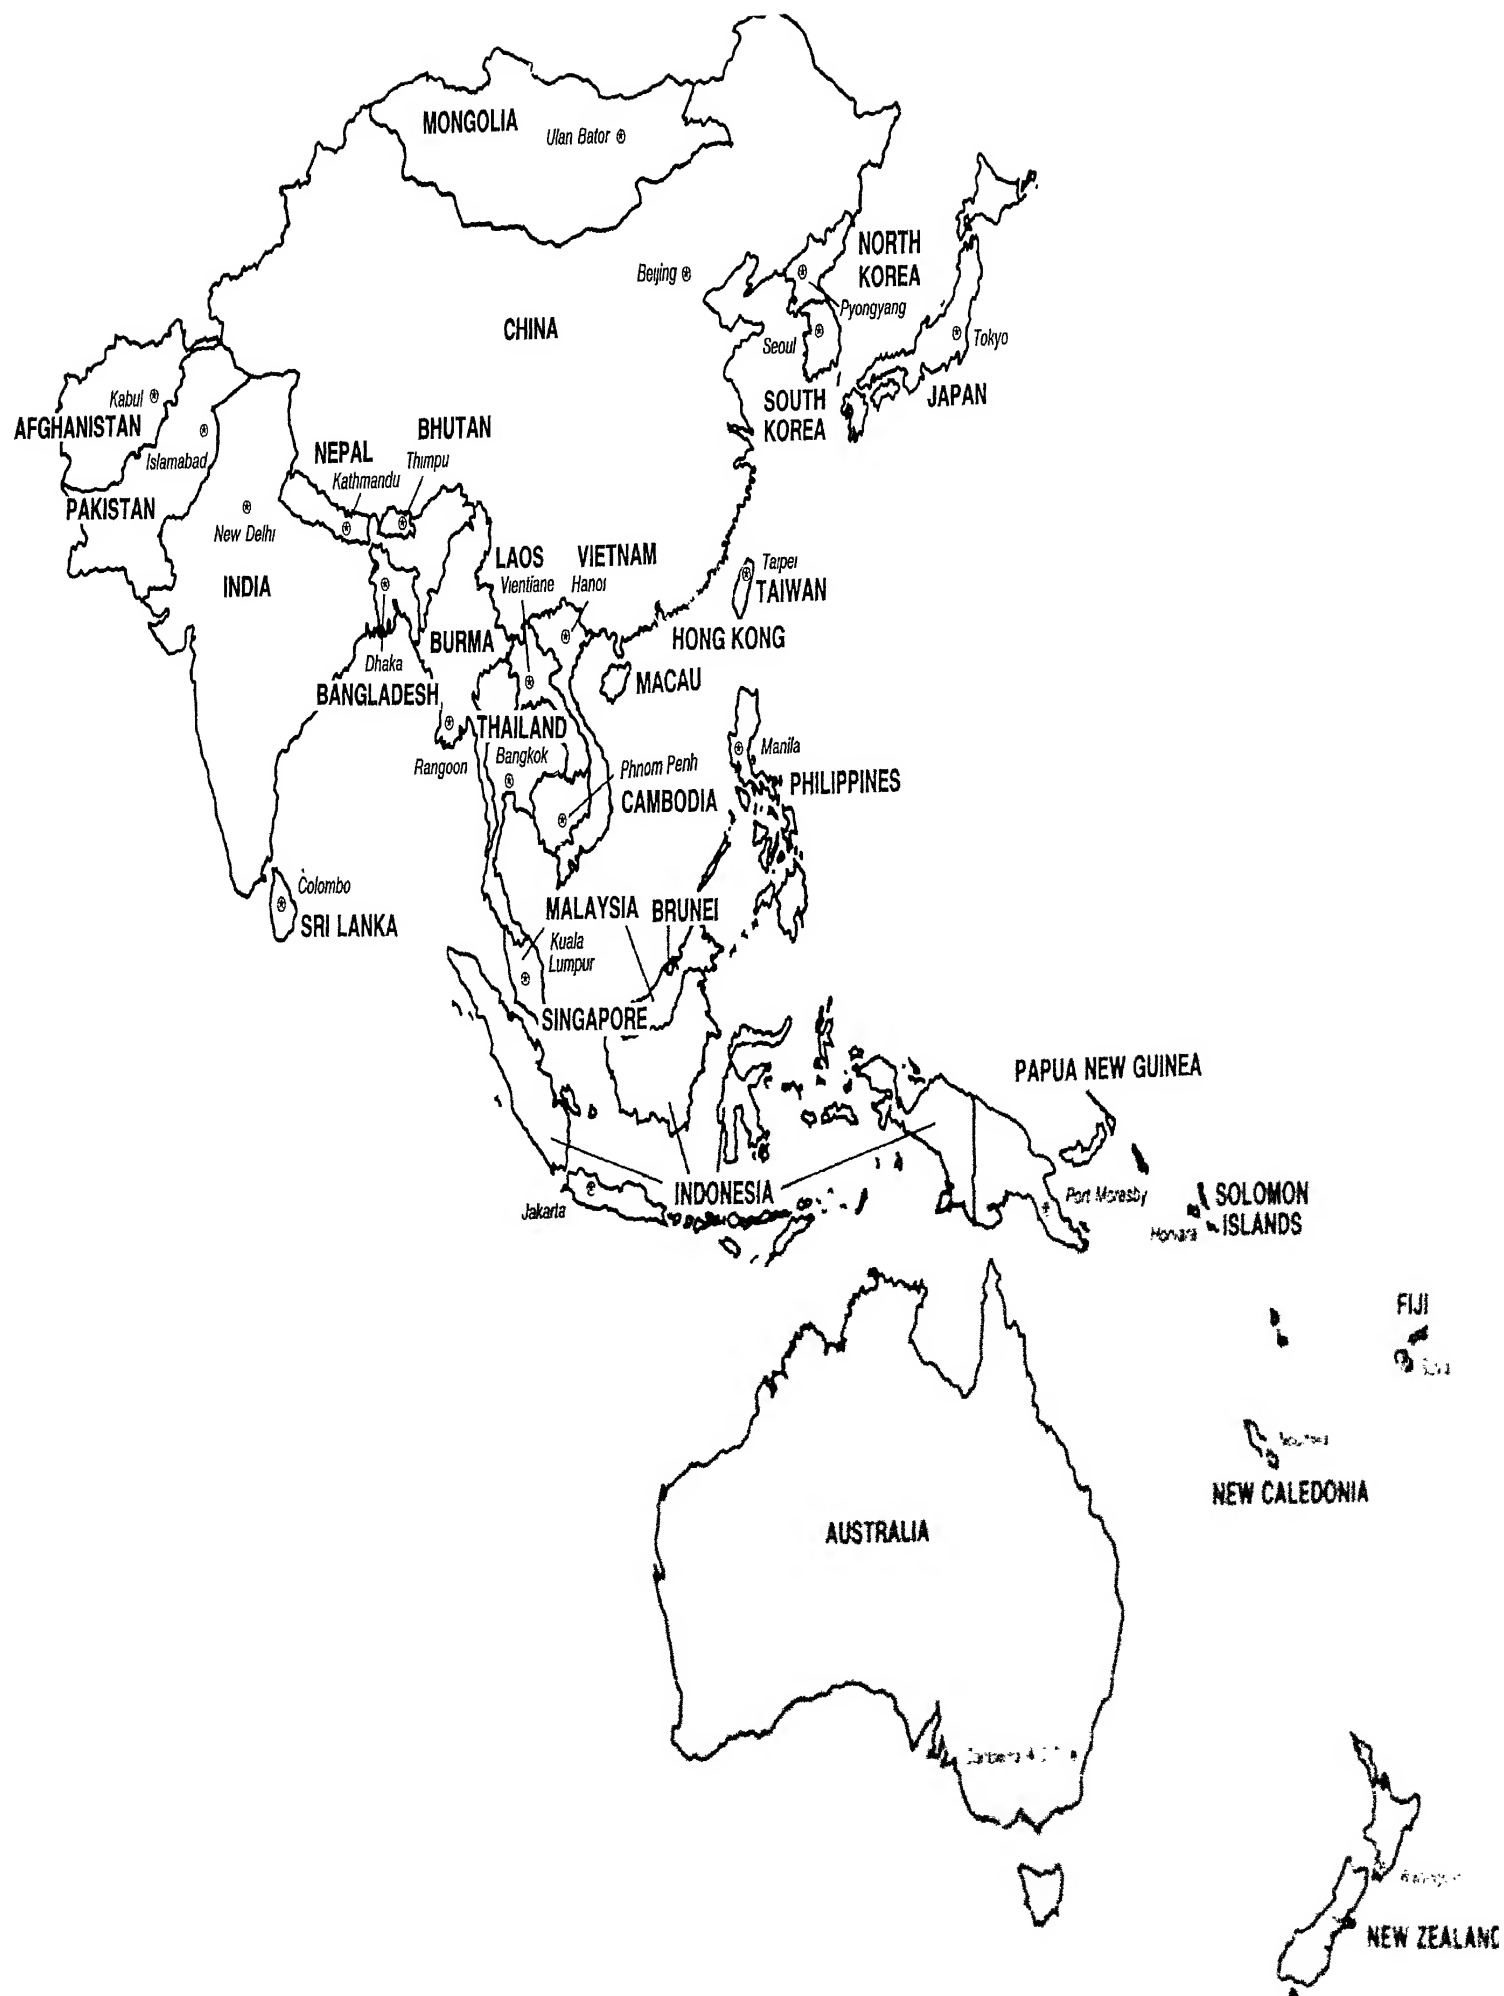 MONGOLIA
Ulan Bator
NORTH
KOREA
Beijing
Pyongyang
CHINA
Seoul
Tokyo
SOUTH
KOREA
JAPAN
Kabul
AFGHANISTAN
Islamabad
PAKISTAN
NEPAL
Kathmandu
BHUTAN
Thimpu
New Delhi
INDIA
LAOS
Vientiane
VIETNAM
Hanoi
Taipei
TAIWAN
HONG KONG
BURMA
Dhaka
BANGLADESH
MACAU
THAILAND
Bangkok
Rangoon
Manila
PHILIPPINES
Phnom Penh
CAMBODIA
Colombo
SRI LANKA
MALAYSIA
BRUNEI
Kuala
Lumpur
SINGAPORE
PAPUA NEW GUINEA
INDONESIA
Jakarta
Port Moresby
SOLOMON
ISLANDS
Honiara
FIJI
NEW CALEDONIA
AUSTRALIA
NEW ZEALAND